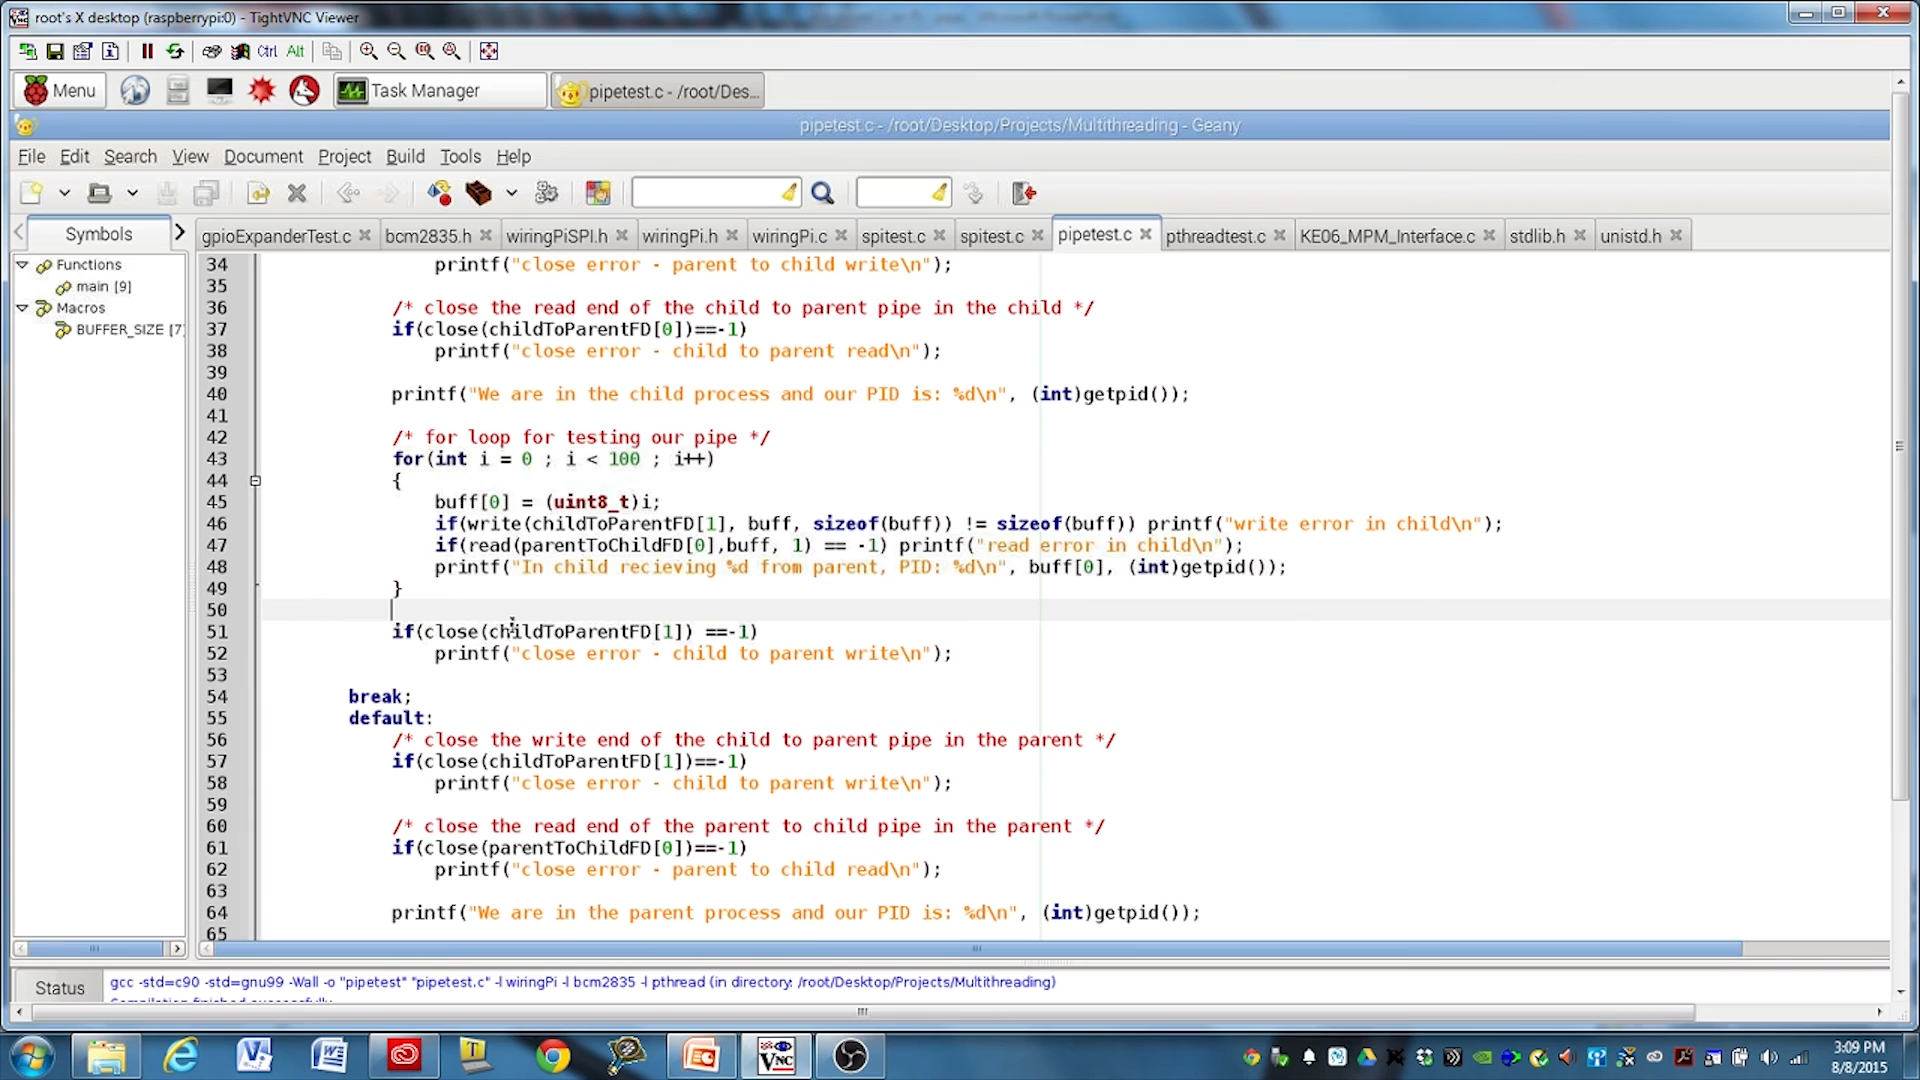 root's X desktop (raspberrypi:0) - TightVNC Viewer
Ctrl Alt
Menu Task Manager pipetest.c - /root/Des...
pipetest.c - /root/Desktop/Projects/Multithreading - Geany
File Edit Search View Document Project Build Tools Help
Symbols gpioExpanderTest.c bcm2835.h wiringPiSPI.h wiringPi.h wiringPi.c spitest.c spitest.c pipetest.c pthreadtest.c KE06_MPM_Interface.c stdlib.h unistd.h
Functions
main [9]
Macros
BUFFER_SIZE [7]
34 printf("close error - parent to child write\n");
35
36 /* close the read end of the child to parent pipe in the child */
37 if(close(childToParentFD[0])==-1)
38 printf("close error - child to parent read\n");
39
40 printf("We are in the child process and our PID is: %d\n", (int)getpid());
41
42 /* for loop for testing our pipe */
43 for(int i = 0 ; i < 100 ; i++)
44 {
45 buff[0] = (uint8_t)i;
46 if(write(childToParentFD[1], buff, sizeof(buff)) != sizeof(buff)) printf("write error in child\n");
47 if(read(parentToChildFD[0],buff, 1) == -1) printf("read error in child\n");
48 printf("In child recieving %d from parent, PID: %d\n", buff[0], (int)getpid());
49 }
50
51 if(close(childToParentFD[1]) ==-1)
52 printf("close error - child to parent write\n");
53
54 break;
55 default:
56 /* close the write end of the child to parent pipe in the parent */
57 if(close(childToParentFD[1])==-1)
58 printf("close error - child to parent write\n");
59
60 /* close the read end of the parent to child pipe in the parent */
61 if(close(parentToChildFD[0])==-1)
62 printf("close error - parent to child read\n");
63
64 printf("We are in the parent process and our PID is: %d\n", (int)getpid());
65
Status gcc -std=c90 -std=gnu99 -Wall -o "pipetest" "pipetest.c" -l wiringPi -l bcm2835 -l pthread (in directory: /root/Desktop/Projects/Multithreading)
Compilation finished successfully.
3:09 PM
8/8/2015